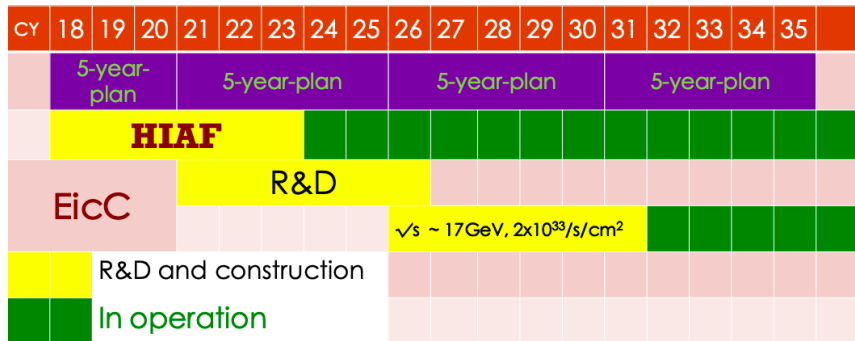 CY 18 19 20 21 22 23 24 25 26 27 28 29 30 31 32 33 34 35
5-year-
plan
5-year-plan
5-year-plan
5-year-plan
HIAF
EicC
R&D
√s ~ 17GeV, 2x10³³/s/cm²
R&D and construction
In operation